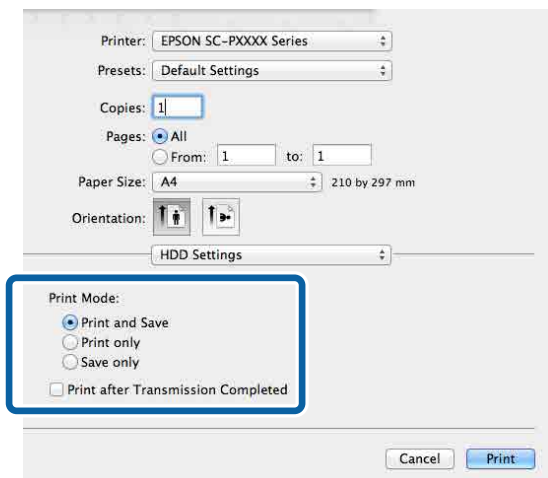 Printer: EPSON SC-PXXXX Series
Presets: Default Settings
Copies: 1
Pages: All
From: 1 to: 1
Paper Size: A4 210 by 297 mm
Orientation:
HDD Settings
Print Mode:
Print and Save
Print only
Save only
Print after Transmission Completed
Cancel Print